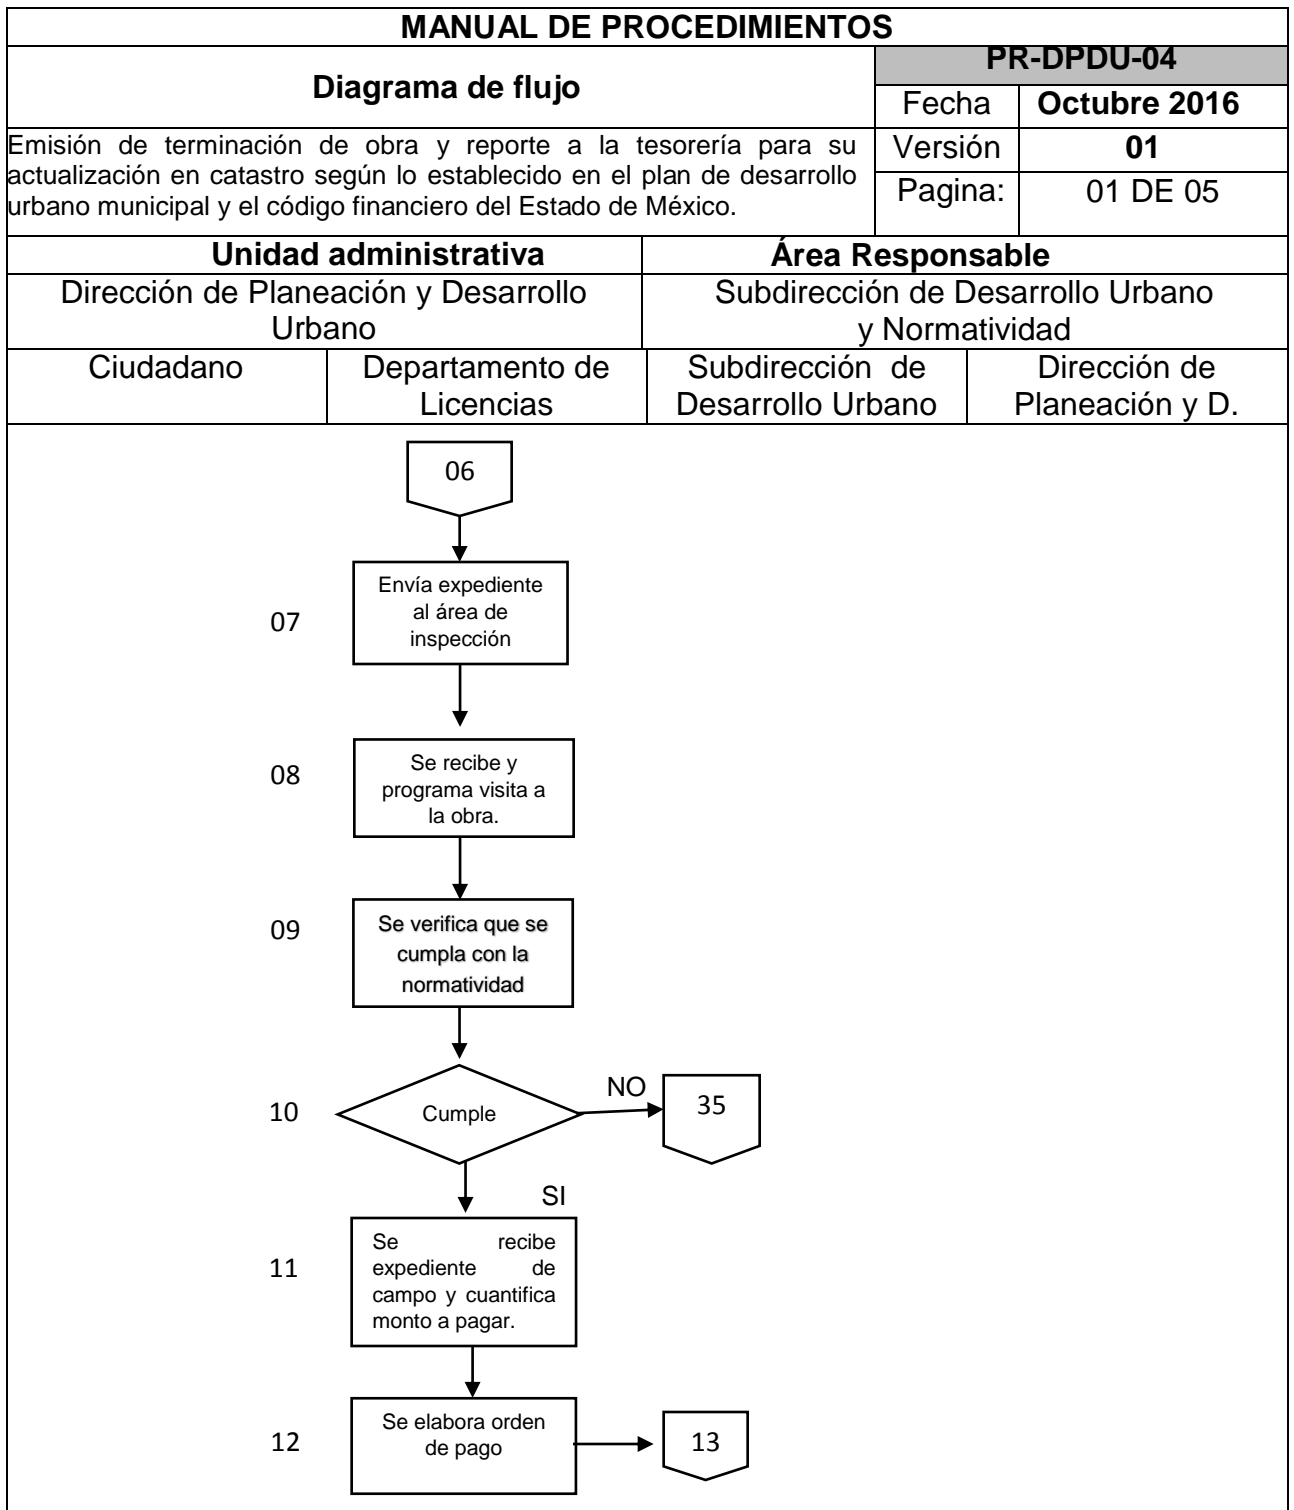 MANUAL DE PROCEDIMIENTOS
Diagrama de flujo
PR-DPDU-04
Fecha Octubre 2016
Emisión de terminación de obra y reporte a la tesorería para su
actualización en catastro según lo establecido en el plan de desarrollo
urbano municipal y el código financiero del Estado de México.
Versión 01
Pagina: 01 DE 05
Unidad administrativa Área Responsable
Dirección de Planeación y Desarrollo
Urbano
Subdirección de Desarrollo Urbano
y Normatividad
Ciudadano
Departamento de
Licencias
Subdirección de
Desarrollo Urbano
Dirección de
Planeación y D.
06
07
Envía expediente
al área de
inspección
08
Se recibe y
programa visita a
la obra.
09
Se verifica que se
cumpla con la
normatividad
10
Cumple
NO
35
SI
11
Se recibe
expediente de
campo y cuantifica
monto a pagar.
12
Se elabora orden
de pago
13